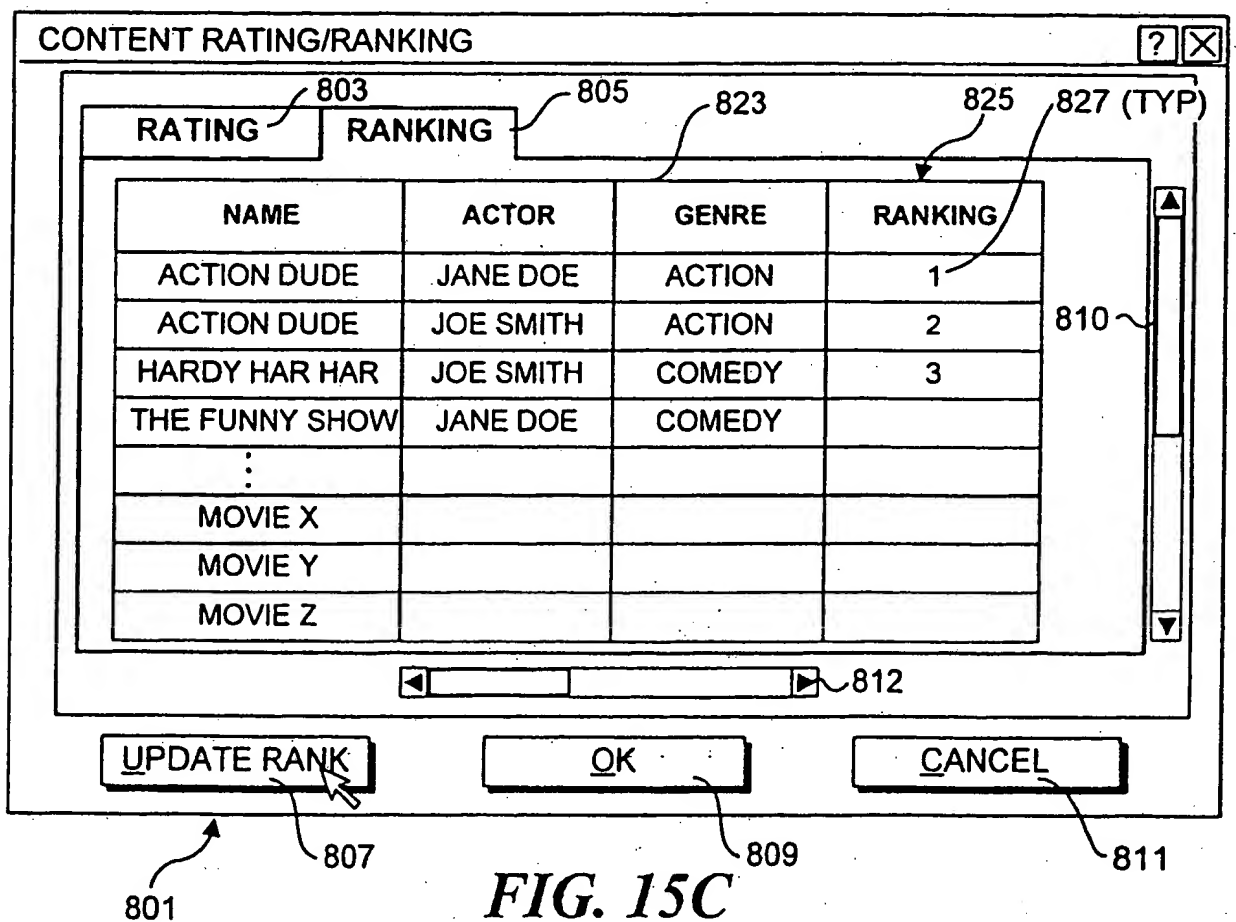 CONTENT RATING/RANKING ? X
803 805 823 825 827 (TYP)
RATING RANKING
NAME ACTOR GENRE RANKING
ACTION DUDE JANE DOE ACTION 1
ACTION DUDE JOE SMITH ACTION 2
810
HARDY HAR HAR JOE SMITH COMEDY 3
THE FUNNY SHOW JANE DOE COMEDY
MOVIE X
MOVIE Y
MOVIE Z
812
UPDATE RANK OK CANCEL
807 809 811
801
FIG. 15C